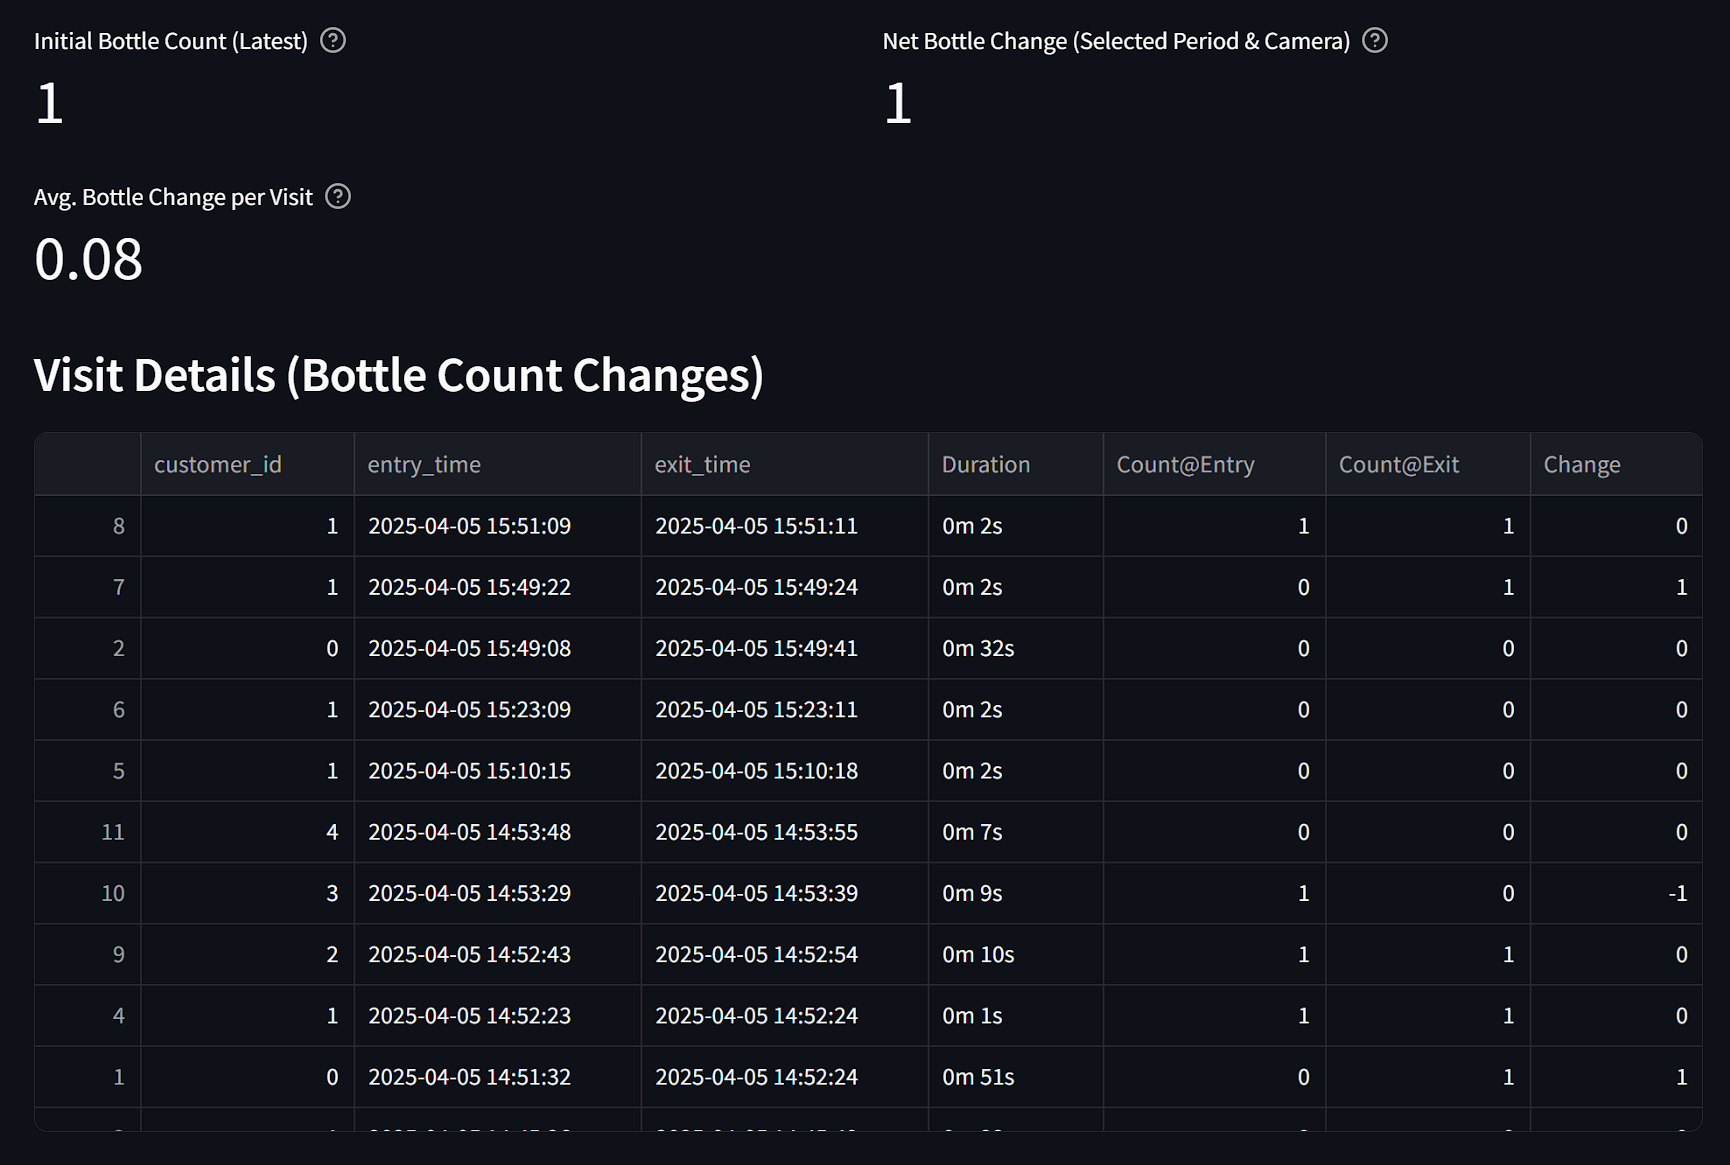 Initial Bottle Count (Latest)
Net Bottle Change (Selected Period & Camera)
1
1
Avg. Bottle Change per Visit
0.08
Visit Details (Bottle Count Changes)
customer_id entry_time exit_time Duration Count@Entry Count@Exit Change
8 1 2025-04-05 15:51:09 2025-04-05 15:51:11 0m 2s 1 1 0
7 1 2025-04-05 15:49:22 2025-04-05 15:49:24 0m 2s 0 1 1
2 0 2025-04-05 15:49:08 2025-04-05 15:49:41 0m 32s 0 0 0
6 1 2025-04-05 15:23:09 2025-04-05 15:23:11 0m 2s 0 0 0
5 1 2025-04-05 15:10:15 2025-04-05 15:10:18 0m 2s 0 0 0
11 4 2025-04-05 14:53:48 2025-04-05 14:53:55 0m 7s 0 0 0
10 3 2025-04-05 14:53:29 2025-04-05 14:53:39 0m 9s 1 0 -1
9 2 2025-04-05 14:52:43 2025-04-05 14:52:54 0m 10s 1 1 0
4 1 2025-04-05 14:52:23 2025-04-05 14:52:24 0m 1s 1 1 0
1 0 2025-04-05 14:51:32 2025-04-05 14:52:24 0m 51s 0 1 1